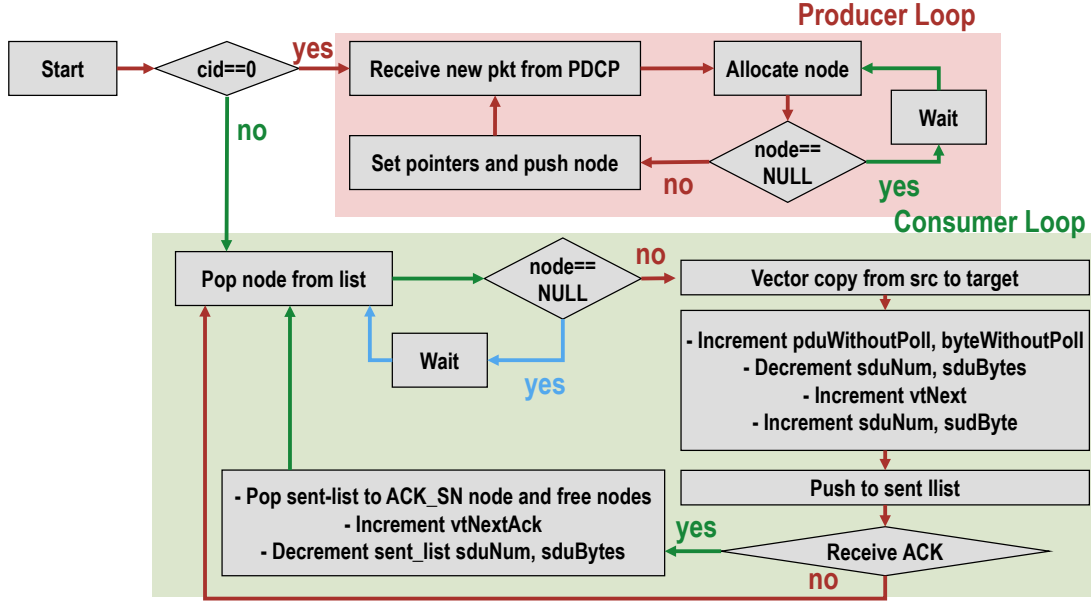 Producer Loop
Start
cid==0
yes
Receive new pkt from PDCP
Allocate node
no
Wait
Set pointers and push node
no
node==
NULL
yes
Consumer Loop
Pop node from list
node==
NULL
no
Vector copy from src to target
Wait
yes
- Increment pduWithoutPoll, byteWithoutPoll
- Decrement sduNum, sduBytes
- Increment vtNext
- Increment sduNum, sudByte
- Pop sent-list to ACK_SN node and free nodes
- Increment vtNextAck
- Decrement sent_list sduNum, sduBytes
Push to sent llist
yes
Receive ACK
no